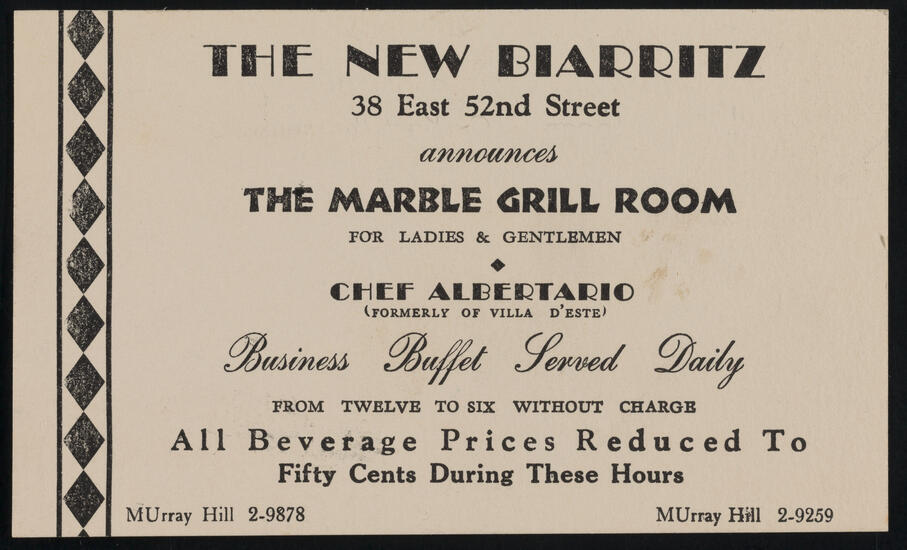 THE NEW BIARRITZ
38 East 52nd Street
announces
THE MARBLE GRILL ROOM
FOR LADIES & GENTLEMEN
CHEF ALBERTARIO
(FORMERLY OF VILLA D'ESTE)
Business Buffet Served Daily
FROM TWELVE TO SIX WITHOUT CHARGE
All Beverage Prices Reduced To
Fifty Cents During These Hours
MUrray Hill 2-9878
MUrray Hill 2-9259